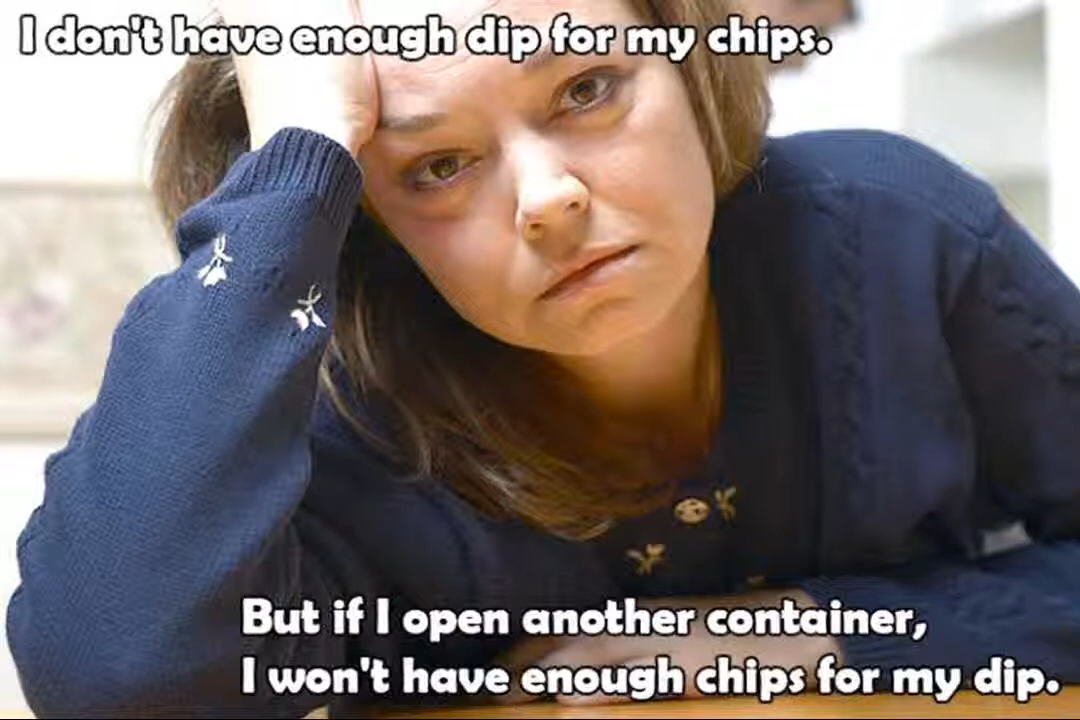 I don't have enough dip for my chips.
But if I open another container,
I won't have enough chips for my dip.